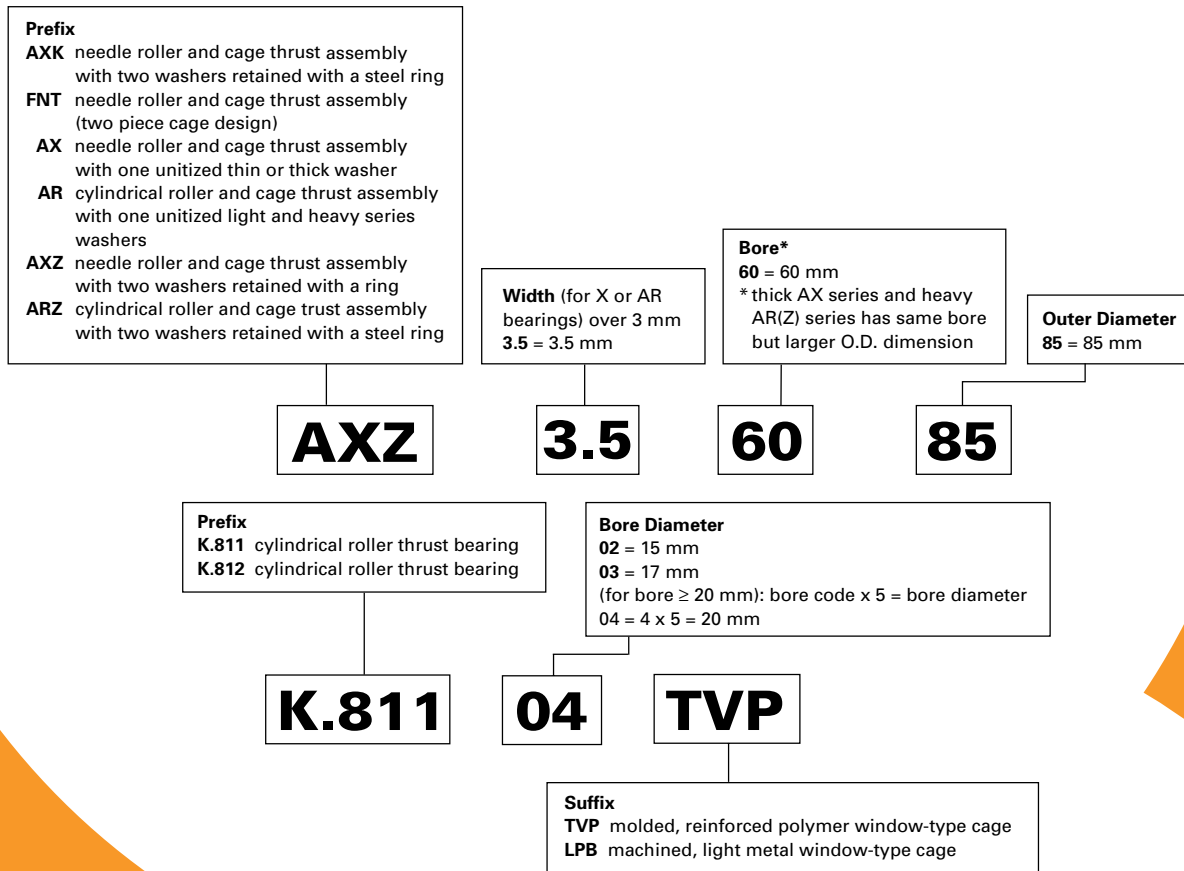 Prefix
AXK needle roller and cage thrust assembly
with two washers retained with a steel ring
FNT needle roller and cage thrust assembly
(two piece cage design)
AX needle roller and cage thrust assembly
with one unitized thin or thick washer
AR cylindrical roller and cage thrust assembly
with one unitized light and heavy series
washers
AXZ needle roller and cage thrust assembly
with two washers retained with a ring
ARZ cylindrical roller and cage trust assembly
with two washers retained with a steel ring
Width (for X or AR
bearings) over 3 mm
3.5 = 3.5 mm
Bore*
60 = 60 mm
* thick AX series and heavy
AR(Z) series has same bore
but larger O.D. dimension
Outer Diameter
85 = 85 mm
AXZ 3.5 60 85
Prefix
K.811 cylindrical roller thrust bearing
K.812 cylindrical roller thrust bearing
Bore Diameter
02 = 15 mm
03 = 17 mm
(for bore ≥ 20 mm): bore code x 5 = bore diameter
04 = 4 x 5 = 20 mm
K.811 04 TVP
Suffix
TVP molded, reinforced polymer window-type cage
LPB machined, light metal window-type cage